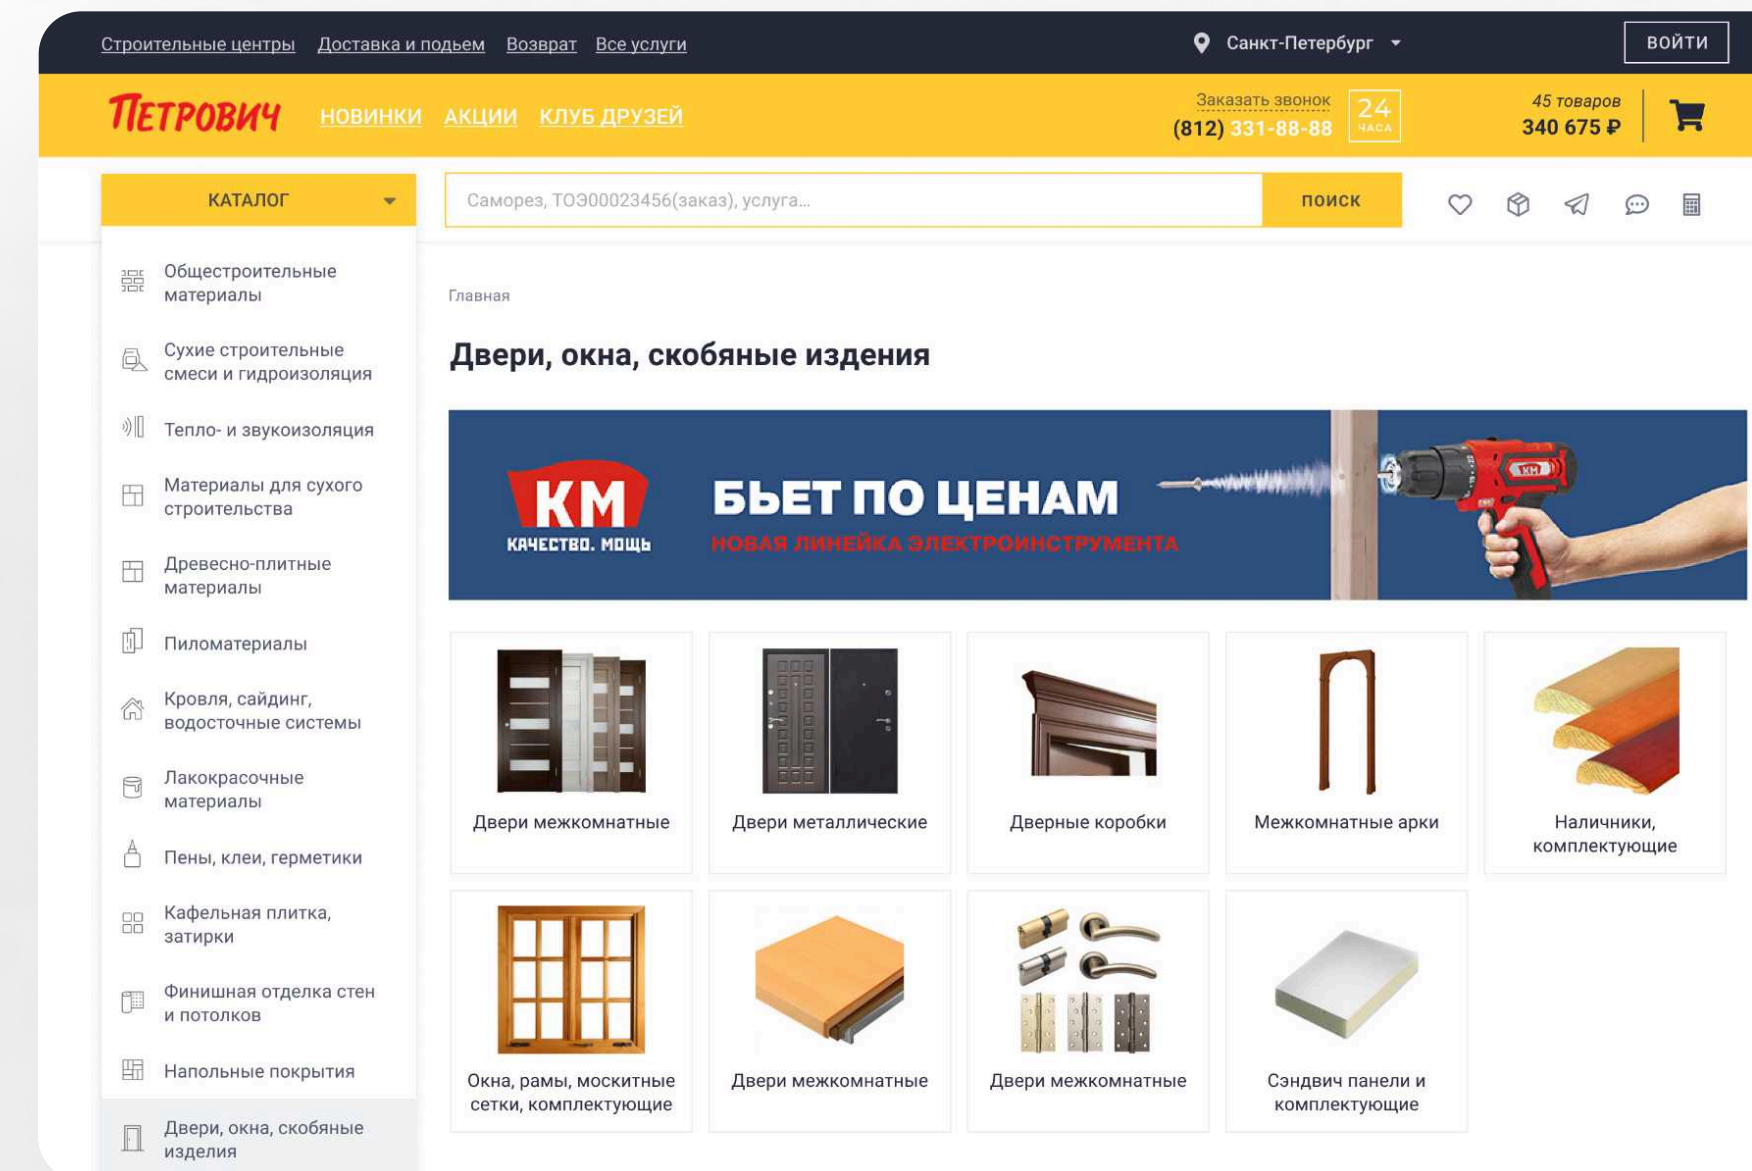 Строительные центры Доставка и подьем Возврат Все услуги Санкт-Петербург ВОЙТИ
ПЕТРОВИЧ НОВИНКИ АКЦИИ КЛУБ ДРУЗЕЙ
Заказать звонок
(812) 331-88-88
24
ЧАСА
45 товаров
340 675 ₽
КАТАЛОГ
Саморез, ТОЭ00023456(заказ), услуга...
ПОИСК
Общестроительные
материалы
Сухие строительные
смеси и гидроизоляция
Тепло- и звукоизоляция
Материалы для сухого
строительства
Древесно-плитные
материалы
Пиломатериалы
Кровля, сайдинг,
водосточные системы
Лакокрасочные
материалы
Пены, клеи, герметики
Кафельная плитка,
затирки
Финишная отделка стен
и потолков
Напольные покрытия
Двери, окна, скобяные
изделия
Главная
Двери, окна, скобяные издения
КМ
КАЧЕСТВО. МОЩЬ
БЬЕТ ПО ЦЕНАМ
НОВАЯ ЛИНЕЙКА ЭЛЕКТРОИНСТРУМЕНТА
КМ
Двери межкомнатные
Двери металлические
Дверные коробки
Межкомнатные арки
Наличники,
комплектующие
Окна, рамы, москитные
сетки, комплектующие
Двери межкомнатные
Двери межкомнатные
Сэндвич панели и
комплектующие